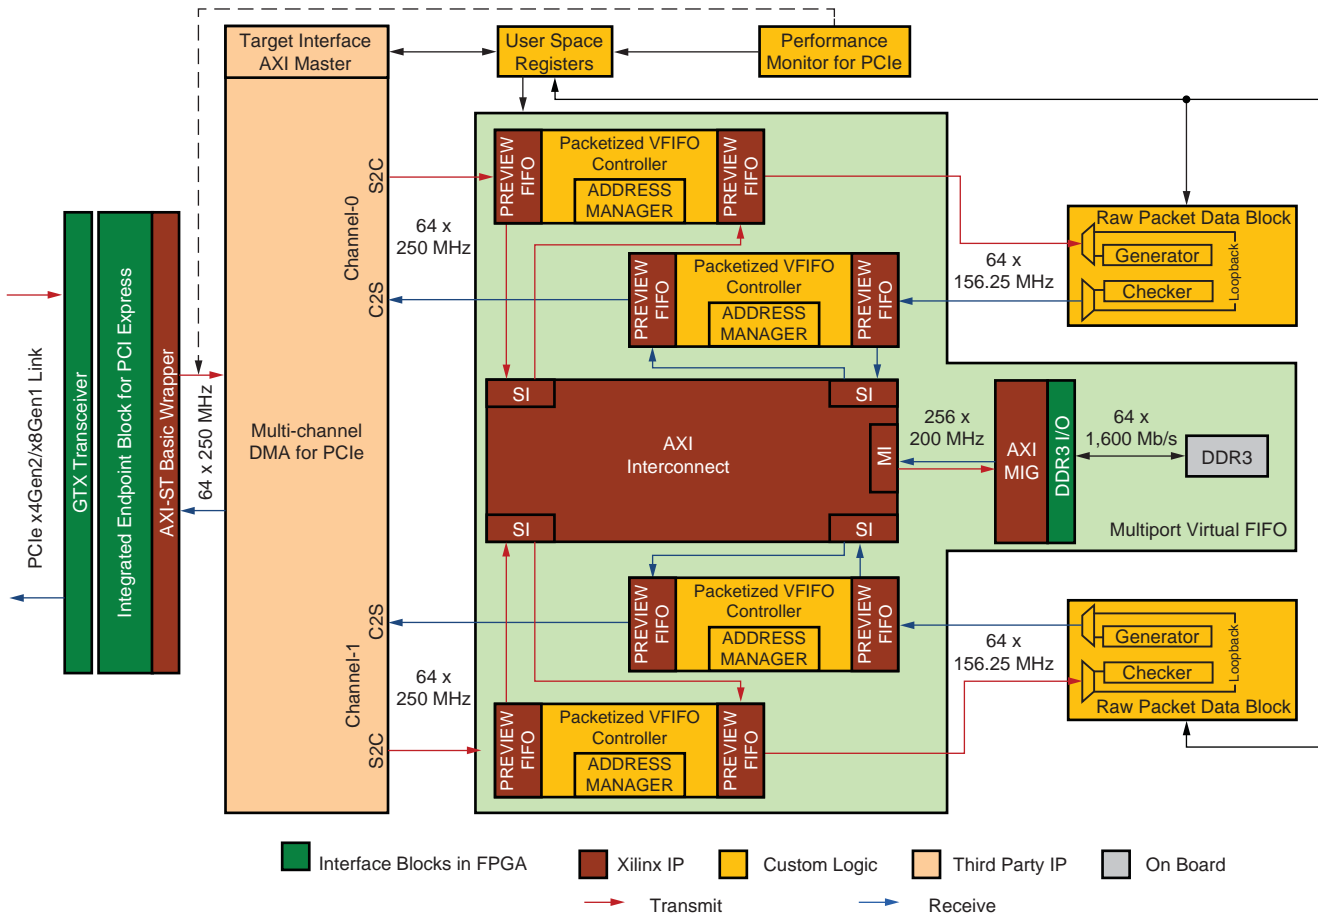 Target Interface
AXI Master
User Space
Registers
Performance
Monitor for PCIe
PCIe x4Gen2/x8Gen1 Link
GTX Transceiver
Integrated Endpoint Block for PCI Express
AXI-ST Basic Wrapper
64 x 250 MHz
Multi-channel
DMA for PCIe
S2C
Channel-0
C2S
64 x
250 MHz
PREVIEW
FIFO
Packetized VFIFO
Controller
ADDRESS
MANAGER
PREVIEW
FIFO
PREVIEW
FIFO
Packetized VFIFO
Controller
ADDRESS
MANAGER
PREVIEW
FIFO
64 x
156.25 MHz
Raw Packet Data Block
Generator
Checker
Loopback
SI
SI
AXI
Interconnect
MI
SI
SI
256 x
200 MHz
AXI
MIG
DDR3 I/O
64 x
1,600 Mb/s
DDR3
Multiport Virtual FIFO
C2S
Channel-1
S2C
64 x
250 MHz
PREVIEW
FIFO
Packetized VFIFO
Controller
ADDRESS
MANAGER
PREVIEW
FIFO
PREVIEW
FIFO
Packetized VFIFO
Controller
ADDRESS
MANAGER
PREVIEW
FIFO
64 x
156.25 MHz
Generator
Checker
Loopback
Raw Packet Data Block
Interface Blocks in FPGA
Xilinx IP
Custom Logic
Third Party IP
On Board
Transmit
Receive